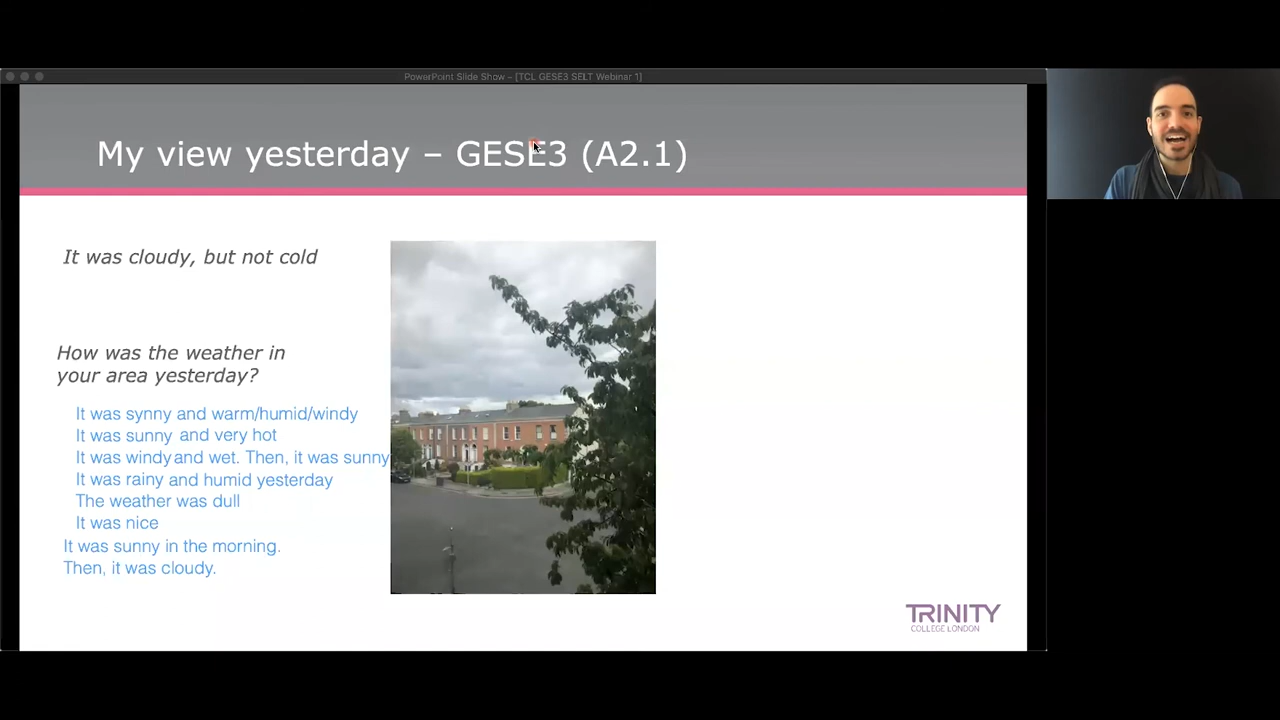 PowerPoint Slide Show – [TCL GESE3 SELT Webinar 1]
My view yesterday – GESE3 (A2.1)
It was cloudy, but not cold
How was the weather in
your area yesterday?
It was synny and warm/humid/windy
It was sunny and very hot
It was windy and wet. Then, it was sunny
It was rainy and humid yesterday
The weather was dull
It was nice
It was sunny in the morning.
Then, it was cloudy.
TRINITY
COLLEGE LONDON